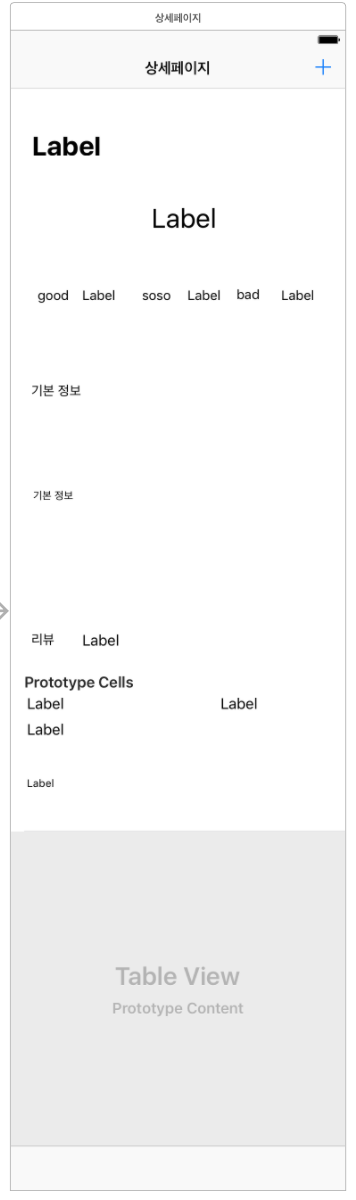 상세페이지
상세페이지 +
Label
Label
good Label soso Label bad Label
기본 정보
기본 정보
리뷰 Label
Prototype Cells
Label Label
Label
Label
Table View
Prototype Content